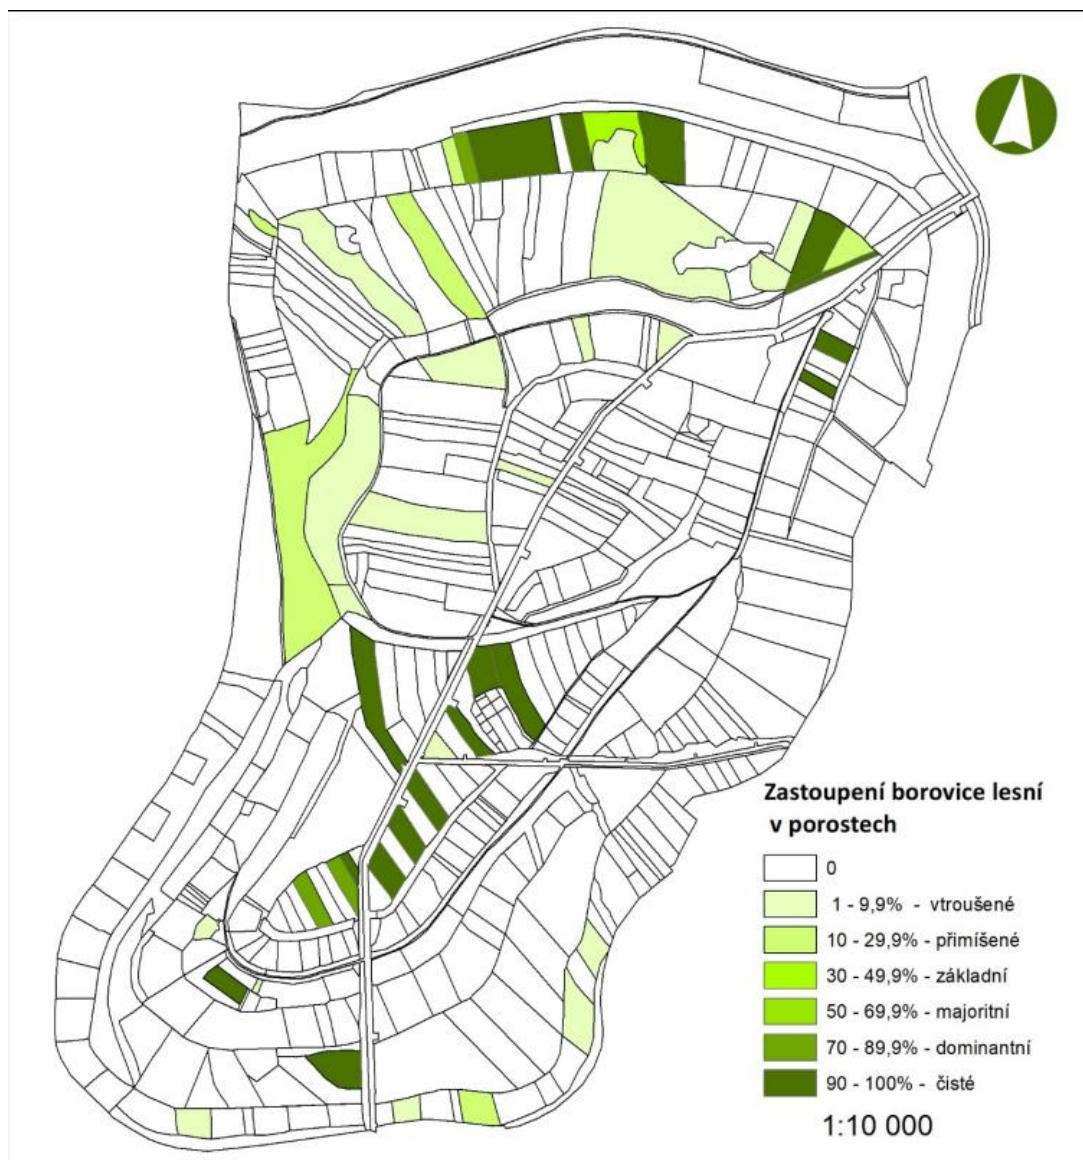 Zastoupení borovice lesní
v porostech
0
1 - 9,9% - vtroušené
10 - 29,9% - přimíšené
30 - 49,9% - základní
50 - 69,9% - majoritní
70 - 89,9% - dominantní
90 - 100% - čisté
1:10 000